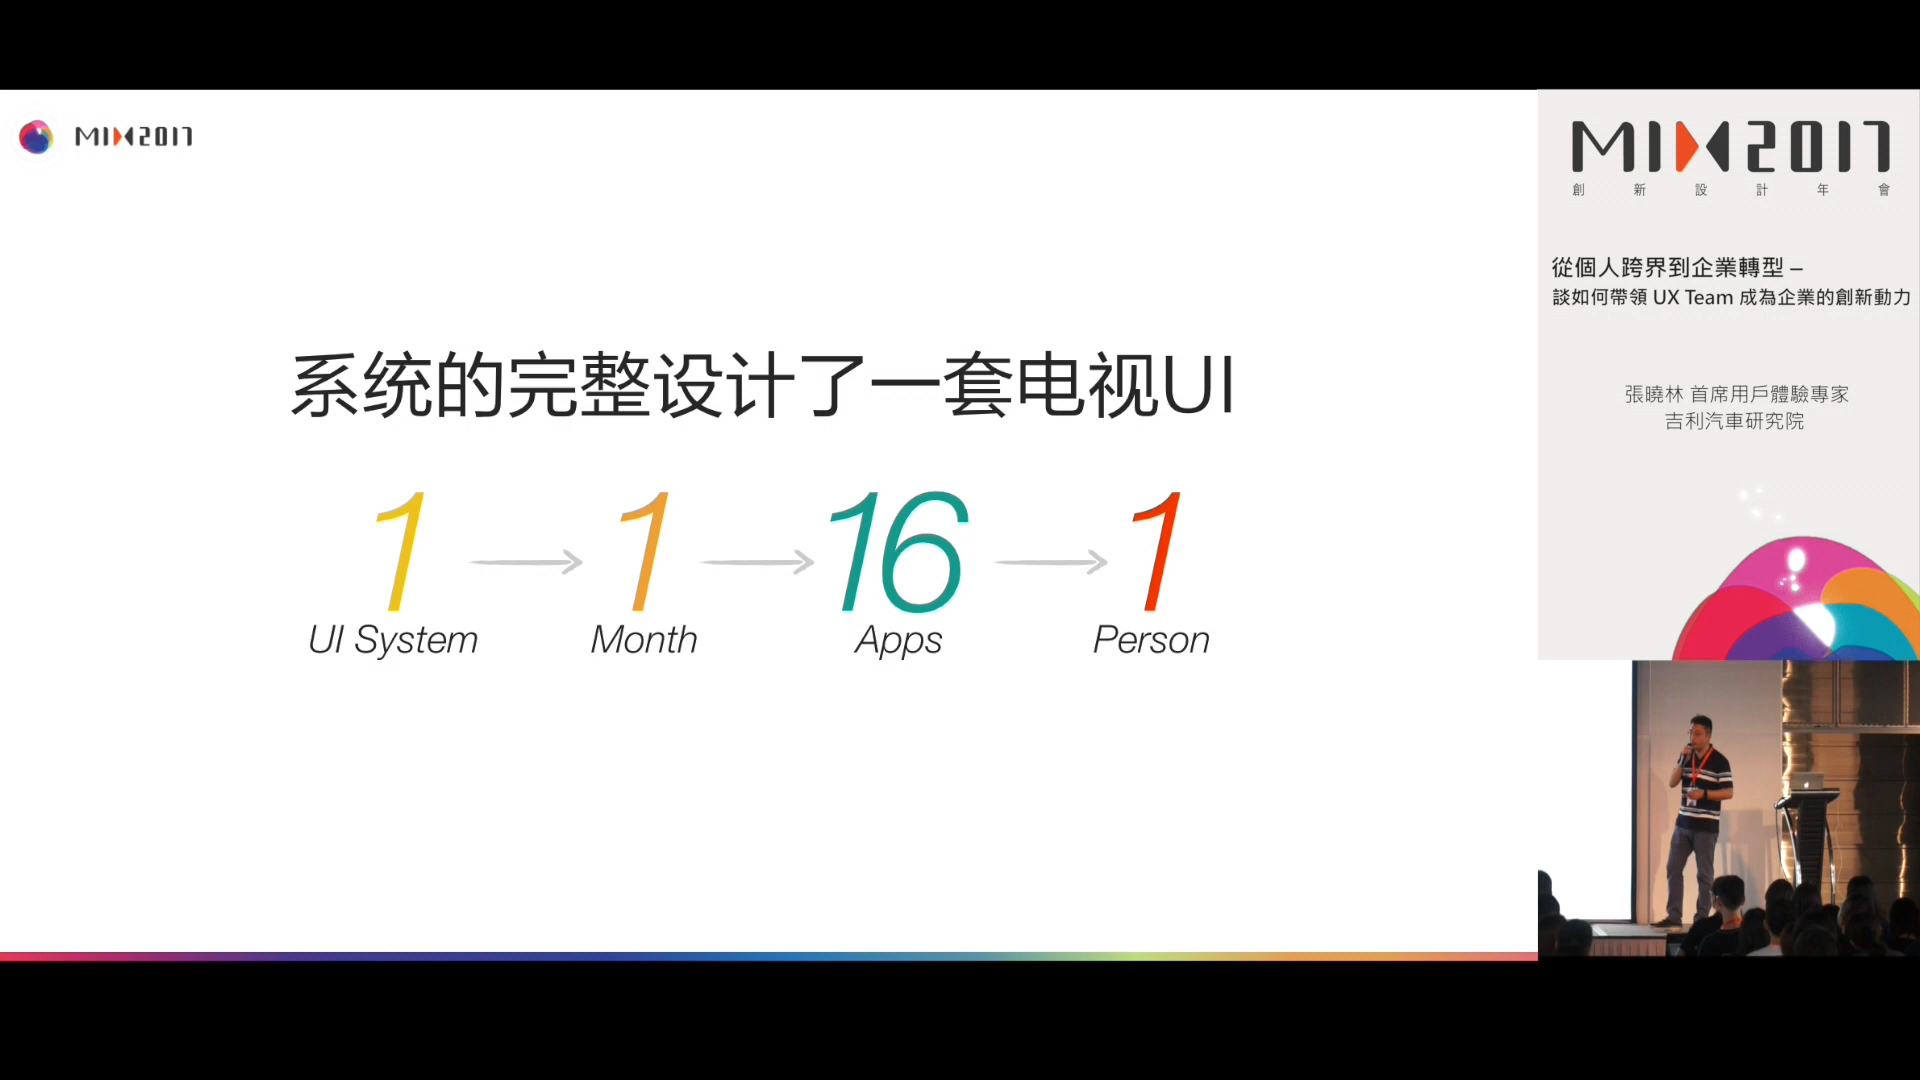 MIX2017
系统的完整设计了一套电视UI
1 1 16 1
UI System Month Apps Person
MIX2017
創新設計年會
從個人跨界到企業轉型 –
談如何帶領 UX Team 成為企業的創新動力
張曉林 首席用戶體驗專家
吉利汽車研究院